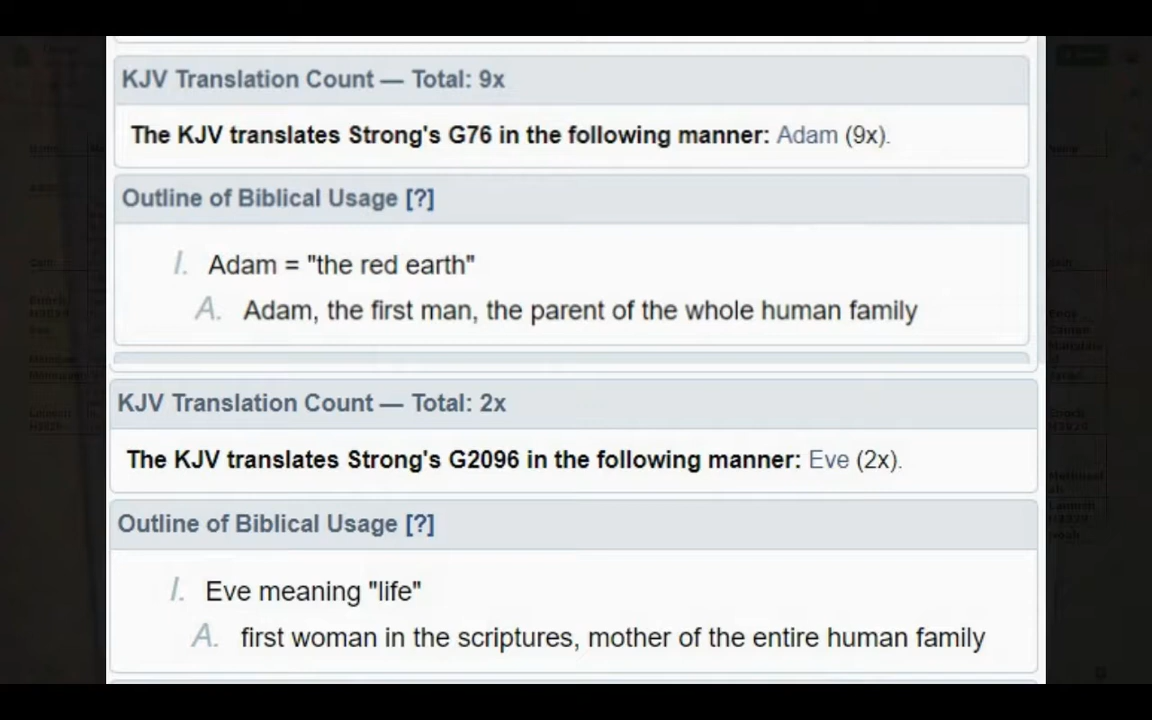 KJV Translation Count — Total: 9x
The KJV translates Strong's G76 in the following manner: Adam (9x).
Outline of Biblical Usage [?]
I. Adam = "the red earth"
A. Adam, the first man, the parent of the whole human family
KJV Translation Count — Total: 2x
The KJV translates Strong's G2096 in the following manner: Eve (2x).
Outline of Biblical Usage [?]
I. Eve meaning "life"
A. first woman in the scriptures, mother of the entire human family